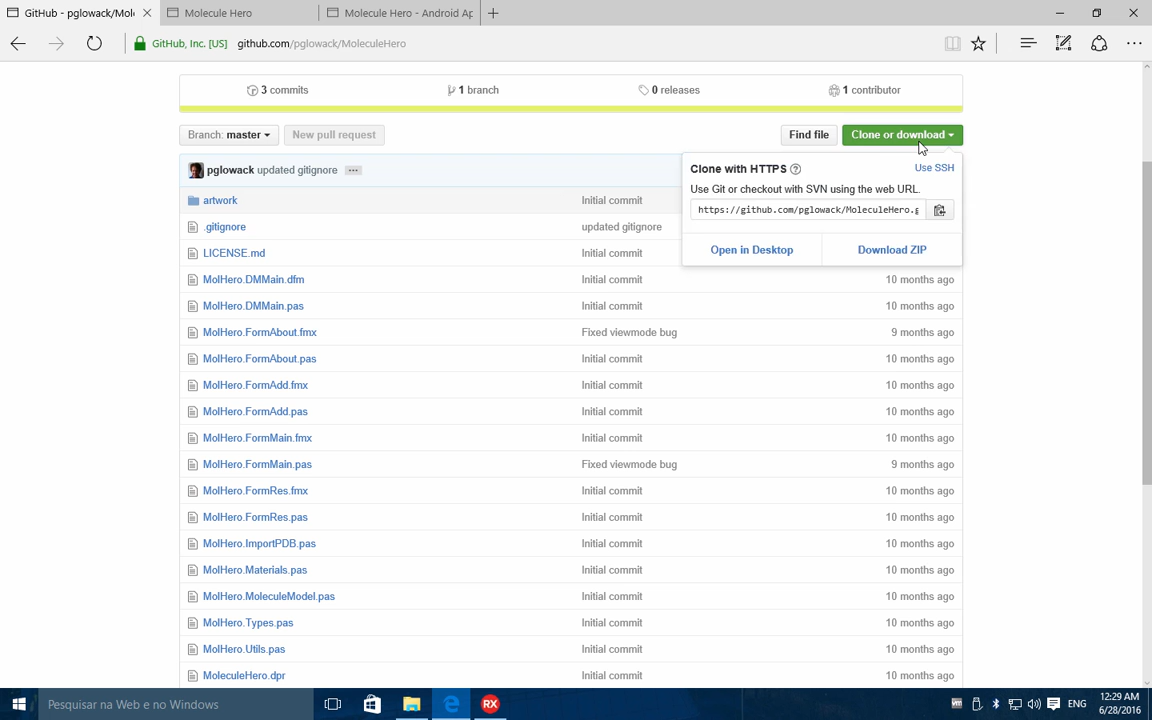 GitHub - pglowack/Mole
Molecule Hero
Molecule Hero - Android Ap
GitHub, Inc. [US] github.com/pglowack/MoleculeHero
3 commits
1 branch
0 releases
1 contributor
Branch: master
New pull request
Find file
Clone or download
pglowack updated gitignore
Clone with HTTPS
Use SSH
Use Git or checkout with SVN using the web URL.
https://github.com/pglowack/MoleculeHero.g
Open in Desktop
Download ZIP
artwork Initial commit
.gitignore updated gitignore
LICENSE.md Initial commit
MolHero.DMMain.dfm Initial commit 10 months ago
MolHero.DMMain.pas Initial commit 10 months ago
MolHero.FormAbout.fmx Fixed viewmode bug 9 months ago
MolHero.FormAbout.pas Initial commit 10 months ago
MolHero.FormAdd.fmx Initial commit 10 months ago
MolHero.FormAdd.pas Initial commit 10 months ago
MolHero.FormMain.fmx Initial commit 10 months ago
MolHero.FormMain.pas Fixed viewmode bug 9 months ago
MolHero.FormRes.fmx Initial commit 10 months ago
MolHero.FormRes.pas Initial commit 10 months ago
MolHero.ImportPDB.pas Initial commit 10 months ago
MolHero.Materials.pas Initial commit 10 months ago
MolHero.MoleculeModel.pas Initial commit 10 months ago
MolHero.Types.pas Initial commit 10 months ago
MolHero.Utils.pas Initial commit 10 months ago
MoleculeHero.dpr Initial commit 10 months ago
Pesquisar na Web e no Windows
RX
ENG
12:29 AM
6/28/2016